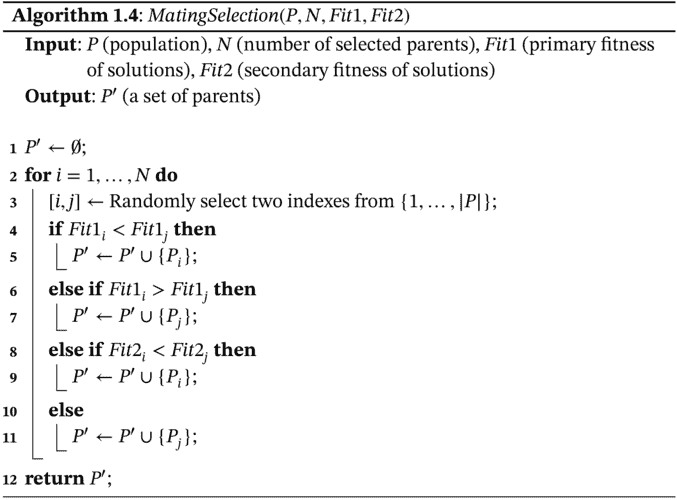 Algorithm 1.4: MatingSelection(P, N, Fit1, Fit2)
Input: P (population), N (number of selected parents), Fit1 (primary fitness
of solutions), Fit2 (secondary fitness of solutions)
Output: P′ (a set of parents)
1 P′ ← ∅;
2 for i = 1, … , N do
3 [i,j] ← Randomly select two indexes from {1, … , |P|};
4 if Fit1ᵢ < Fit1ⱼ then
5 P′ ← P′ ∪ {Pᵢ};
6 else if Fit1ᵢ > Fit1ⱼ then
7 P′ ← P′ ∪ {Pⱼ};
8 else if Fit2ᵢ < Fit2ⱼ then
9 P′ ← P′ ∪ {Pᵢ};
10 else
11 P′ ← P′ ∪ {Pⱼ};
12 return P′;